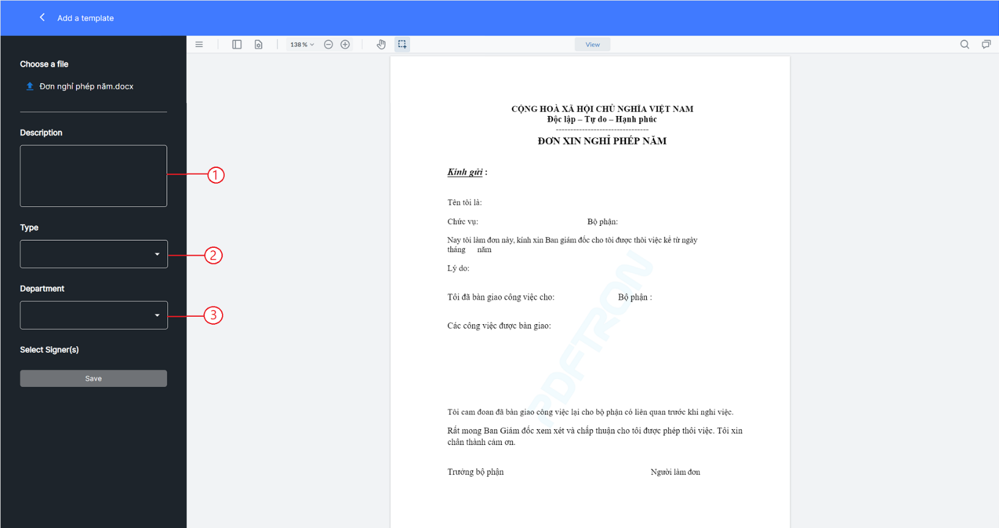 Add a template
Choose a file
Đơn nghỉ phép năm.docx
Description
1
Type
2
Department
3
Select Signer(s)
Save
138 %
View
CỘNG HOÀ XÃ HỘI CHỦ NGHĨA VIỆT NAM
Độc lập – Tự do – Hạnh phúc
--------------------------------
ĐƠN XIN NGHỈ PHÉP NĂM
Kính gửi :
Tên tôi là:
Chức vụ: Bộ phận:
Nay tôi làm đơn này, kính xin Ban giám đốc cho tôi được thôi việc kể từ ngày
tháng năm
Lý do:
Tôi đã bàn giao công việc cho: Bộ phận :
Các công việc được bàn giao:
PDFTRON
Tôi cam đoan đã bàn giao công việc lại cho bộ phận có liên quan trước khi nghỉ việc.
Rất mong Ban Giám đốc xem xét và chấp thuận cho tôi được phép thôi việc. Tôi xin
chân thành cảm ơn.
Trưởng bộ phận Người làm đơn